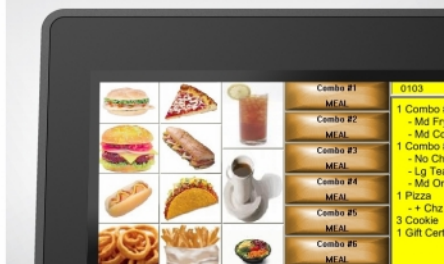 Combo #1
MEAL
Combo #2
MEAL
Combo #3
MEAL
Combo #4
MEAL
Combo #5
MEAL
Combo #6
MEAL
0103
1 Combo
- Md Fr
- Md Co
1 Combo
- No Ch
- Lg Tea
- Md Or
1 Pizza
- + Chz
3 Cookie
1 Gift Cert